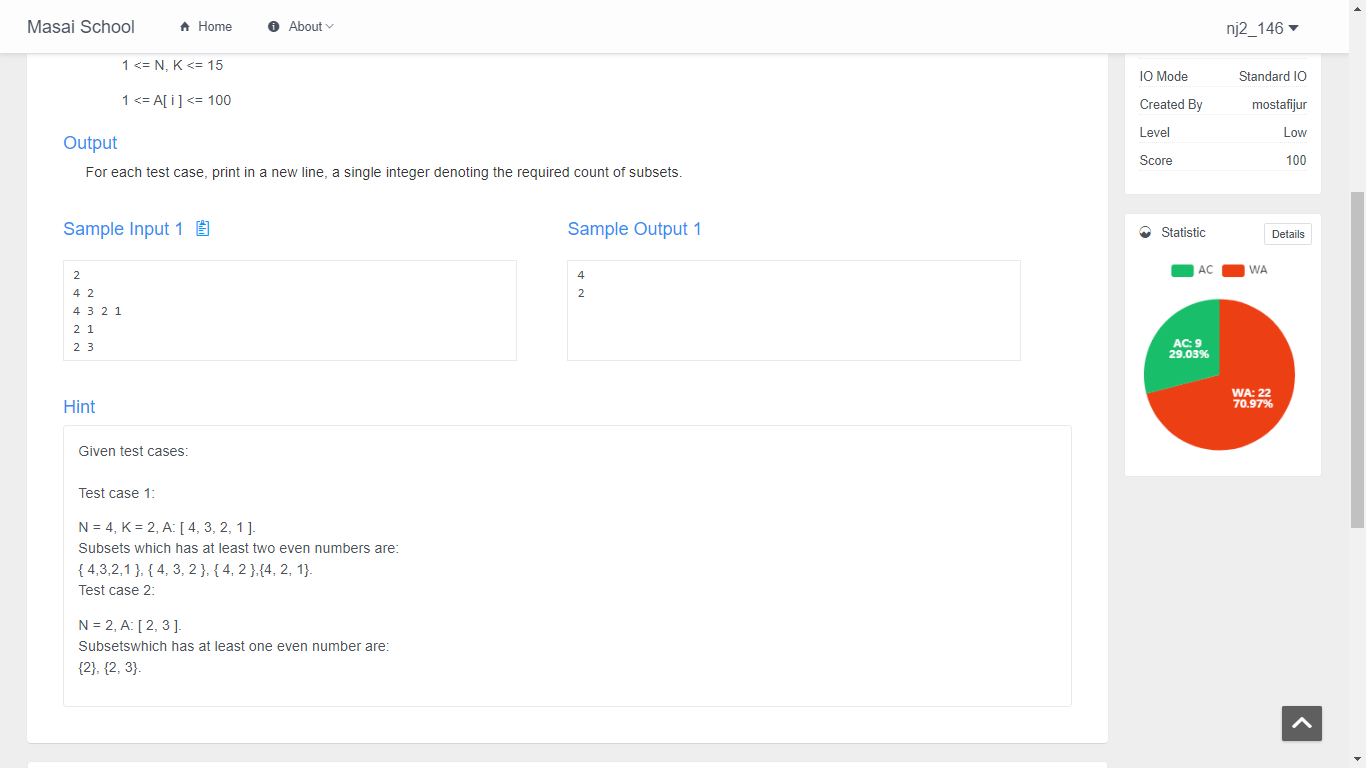 Masai School Home About nj2_146
1 <= N, K <= 15
1 <= A[ i ] <= 100
Output
For each test case, print in a new line, a single integer denoting the required count of subsets.
Sample Input 1
2
4 2
4 3 2 1
2 1
2 3
Sample Output 1
4
2
Hint
Given test cases:
Test case 1:
N = 4, K = 2, A: [ 4, 3, 2, 1 ].
Subsets which has at least two even numbers are:
{ 4,3,2,1 }, { 4, 3, 2 }, { 4, 2 },{4, 2, 1}.
Test case 2:
N = 2, A: [ 2, 3 ].
Subsetswhich has at least one even number are:
{2}, {2, 3}.
IO Mode Standard IO
Created By mostafijur
Level Low
Score 100
Statistic Details
AC WA
AC: 9
29.03%
WA: 22
70.97%